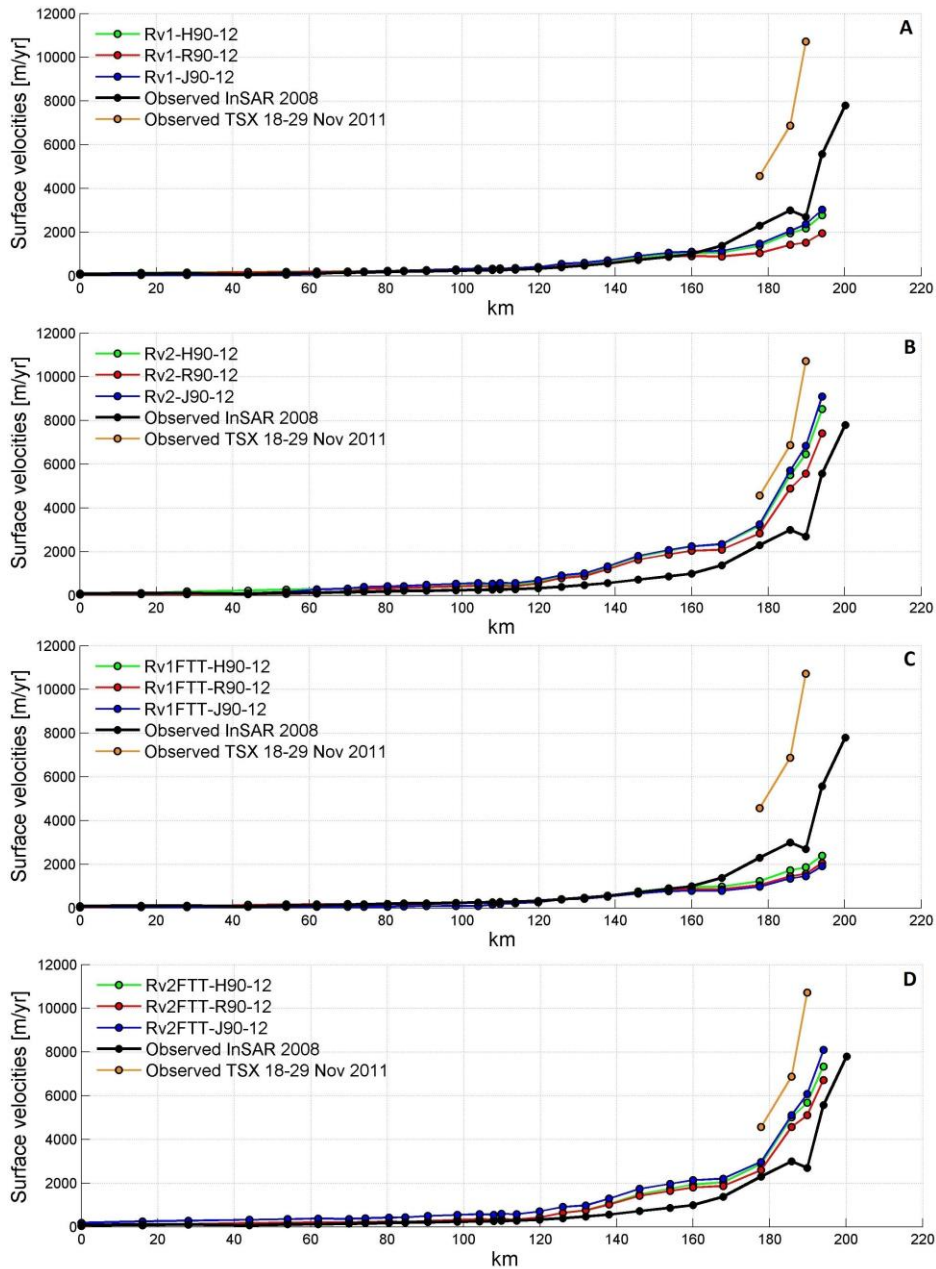 A
Rv1-H90-12
Rv1-R90-12
Rv1-J90-12
Observed InSAR 2008
Observed TSX 18-29 Nov 2011
Surface velocities [m/yr]
12000
10000
8000
6000
4000
2000
0
0 20 40 60 80 100 120 140 160 180 200 220
km
B
Rv2-H90-12
Rv2-R90-12
Rv2-J90-12
Observed InSAR 2008
Observed TSX 18-29 Nov 2011
Surface velocities [m/yr]
12000
10000
8000
6000
4000
2000
0
0 20 40 60 80 100 120 140 160 180 200 220
km
C
Rv1FTT-H90-12
Rv1FTT-R90-12
Rv1FTT-J90-12
Observed InSAR 2008
Observed TSX 18-29 Nov 2011
Surface velocities [m/yr]
12000
10000
8000
6000
4000
2000
0
0 20 40 60 80 100 120 140 160 180 200 220
km
D
Rv2FTT-H90-12
Rv2FTT-R90-12
Rv2FTT-J90-12
Observed InSAR 2008
Observed TSX 18-29 Nov 2011
Surface velocities [m/yr]
12000
10000
8000
6000
4000
2000
0
0 20 40 60 80 100 120 140 160 180 200 220
km